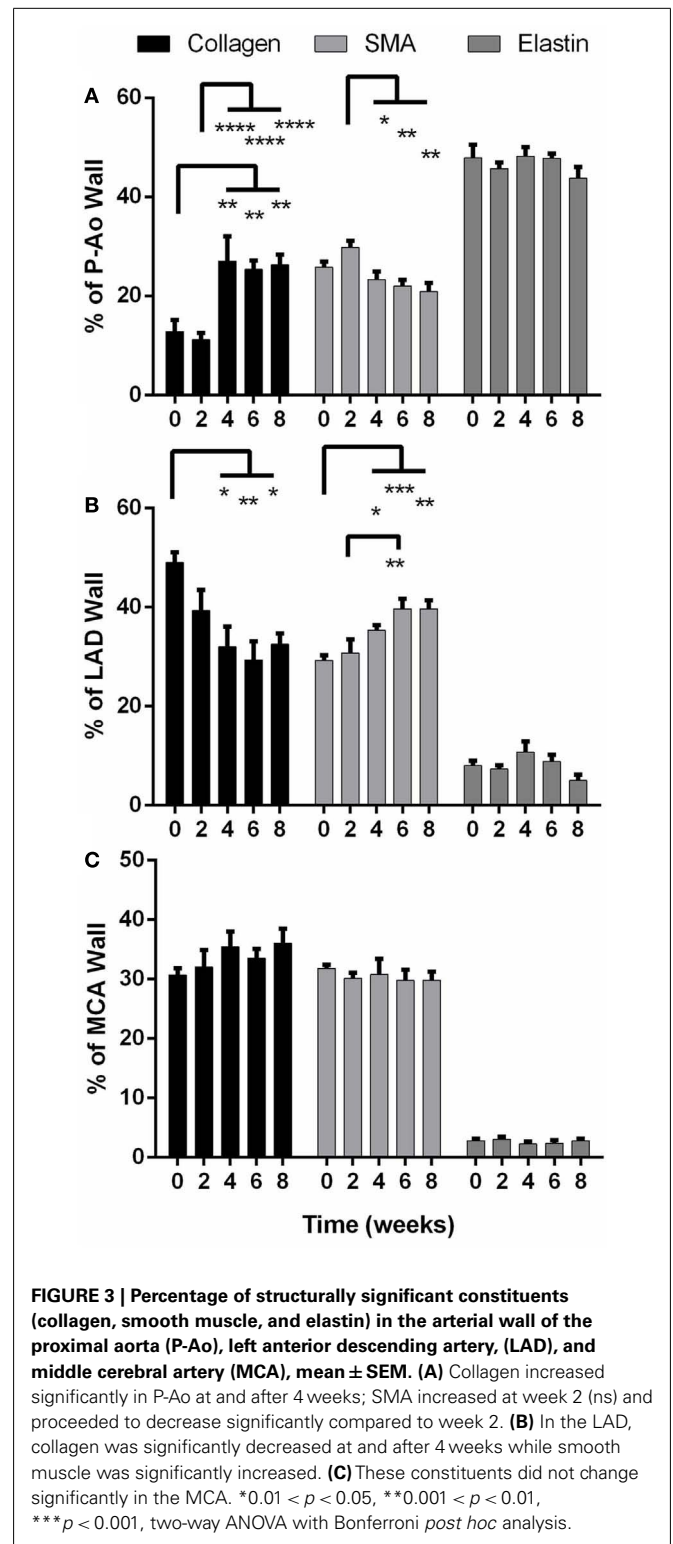 Collagen SMA Elastin
A
60
40
20
0
% of P-Ao Wall
**** ****
****
** **
**
*
**
**
0 2 4 6 8 0 2 4 6 8 0 2 4 6 8
B
60
40
20
0
% of LAD Wall
* *
**
***
**
*
**
0 2 4 6 8 0 2 4 6 8 0 2 4 6 8
C
50
40
30
20
10
0
% of MCA Wall
0 2 4 6 8 0 2 4 6 8 0 2 4 6 8
Time (weeks)
FIGURE 3 | Percentage of structurally significant constituents
(collagen, smooth muscle, and elastin) in the arterial wall of the
proximal aorta (P-Ao), left anterior descending artery, (LAD), and
middle cerebral artery (MCA), mean ± SEM. (A) Collagen increased
significantly in P-Ao at and after 4 weeks; SMA increased at week 2 (ns) and
proceeded to decrease significantly compared to week 2. (B) In the LAD,
collagen was significantly decreased at and after 4 weeks while smooth
muscle was significantly increased. (C) These constituents did not change
significantly in the MCA. *0.01 < p < 0.05, **0.001 < p < 0.01,
***p < 0.001, two-way ANOVA with Bonferroni post hoc analysis.